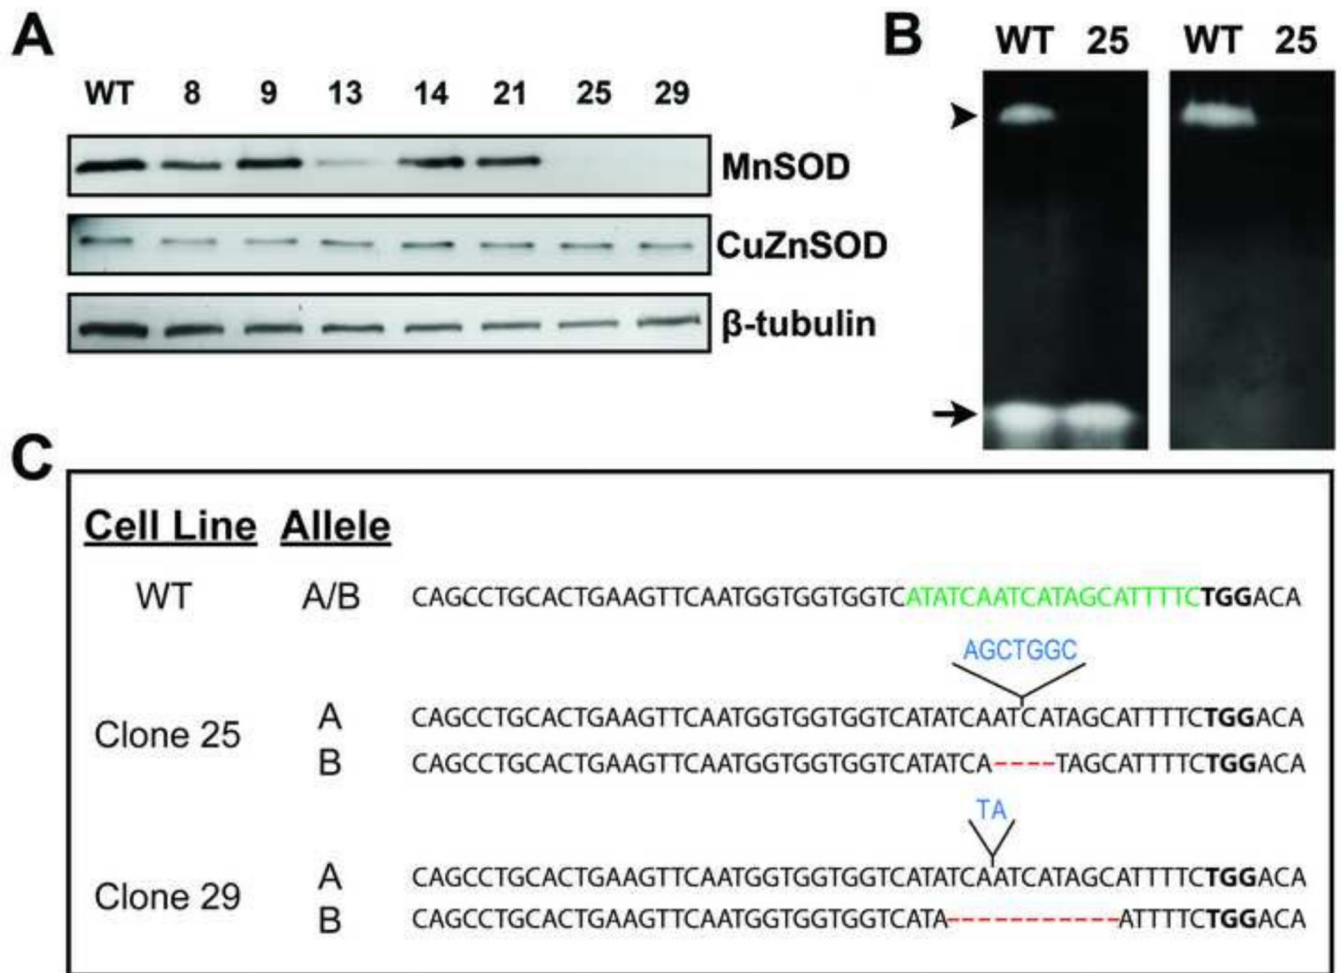 A
WT 8 9 13 14 21 25 29
MnSOD
CuZnSOD
β-tubulin
B
WT 25 WT 25
C
Cell Line Allele
WT A/B CAGCCTGCACTGAAGTTCAATGGTGGTGGTCATATCAATCATAGCATTTTCTGGACA
AGCTGGC
Clone 25
A CAGCCTGCACTGAAGTTCAATGGTGGTGGTCATATCAATCATAGCATTTTCTGGACA
B CAGCCTGCACTGAAGTTCAATGGTGGTGGTCATATCA----TAGCATTTTCTGGACA
TA
Clone 29
A CAGCCTGCACTGAAGTTCAATGGTGGTGGTCATATCAATCATAGCATTTTCTGGACA
B CAGCCTGCACTGAAGTTCAATGGTGGTGGTCATA-----------ATTTTCTGGACA